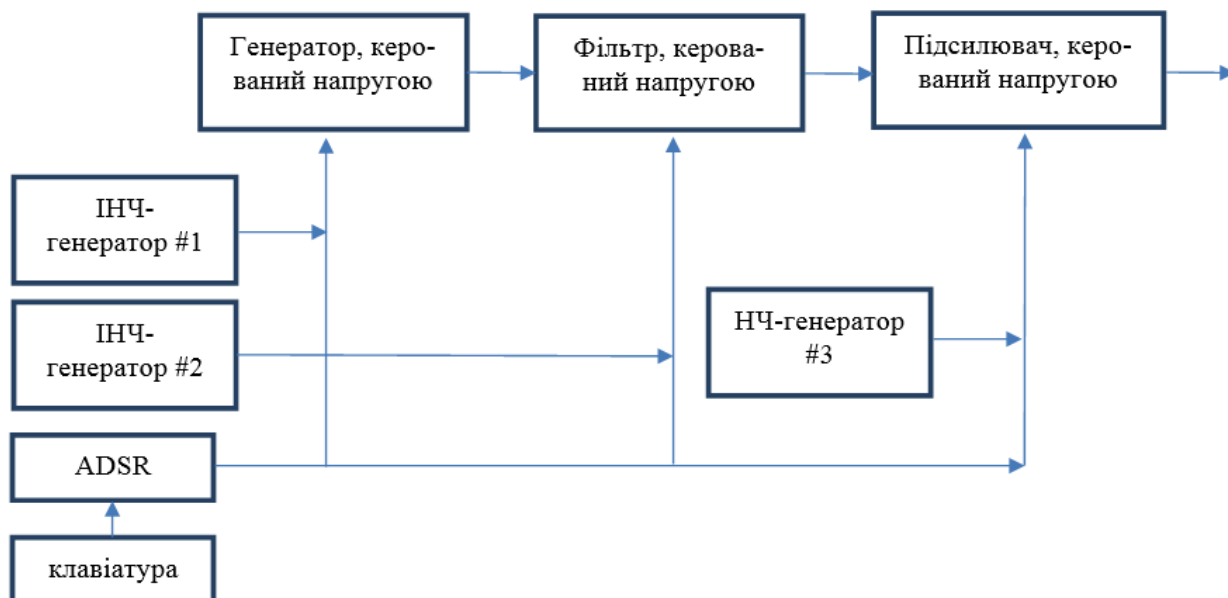 Генератор, керо-
ваний напругою
Фільтр, керова-
ний напругою
Підсилювач, керо-
ваний напругою
ІНЧ-
генератор #1
ІНЧ-
генератор #2
НЧ-генератор
#3
ADSR
клавіатура